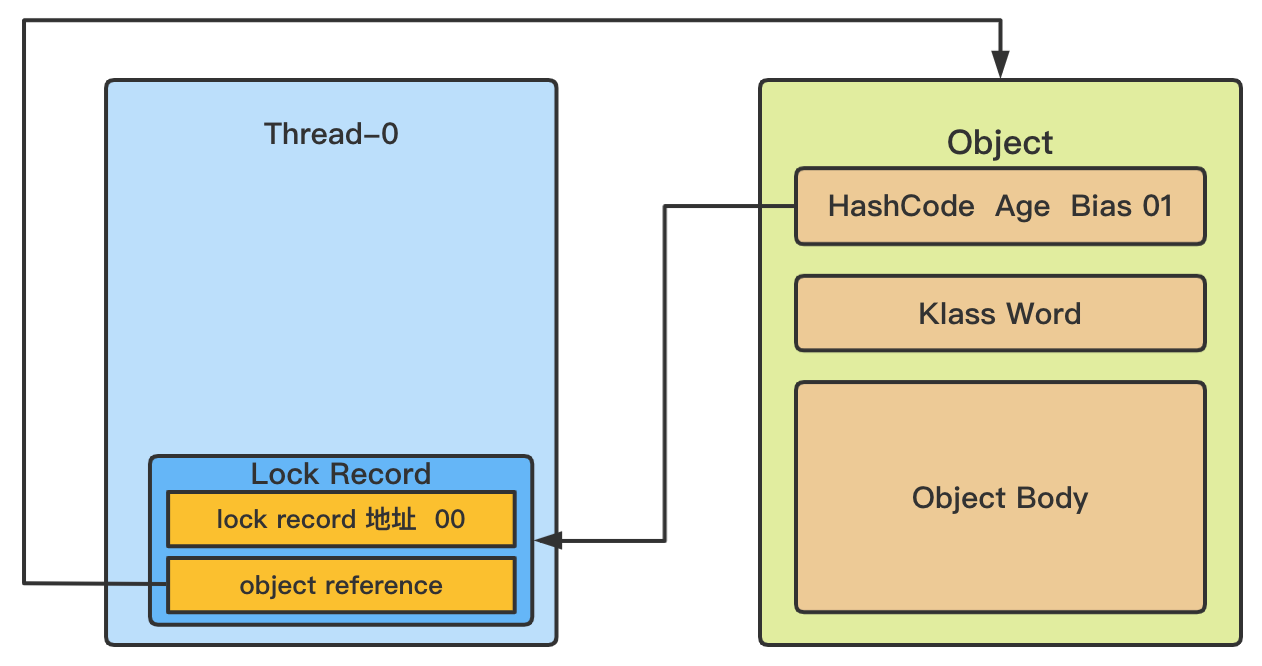 Thread-0
Lock Record
lock record 地址 00
object reference
Object
HashCode Age Bias 01
Klass Word
Object Body